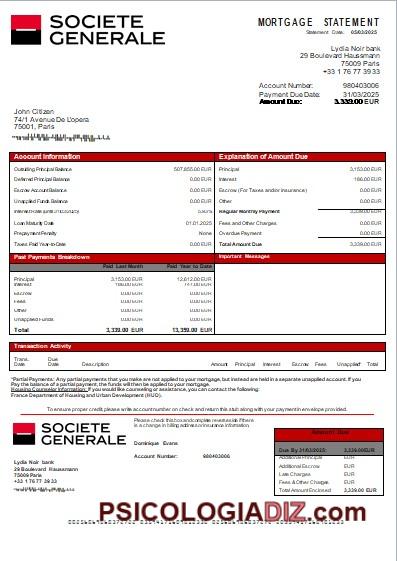 SOCIETE
GENERALE
MORTGAGE STATEMENT
Statement Date: 05/03/2025
Lydia Noir bank
29 Boulevard Haussmann
75009 Paris
+33 1 76 77 39 33
Account Number: 980403006
Payment Due Date: 31/03/2025
Amount Due: 3,339.00 EUR
John Citizen
74/1 Avenue De L'opera
75001, Paris
Account Information
Outstding Principal Balance 507,855.00 EUR
Deferred Principal Balance 0.00 EUR
Escrow Account Balance 0.00 EUR
Unapplied Funds Balance 0.00 EUR
Interest Rate
Loan Maturity Date 01.01.2025
Prepayment Penalty None
Taxes Paid Year-to-Date 0.00 EUR
Explanation of Amount Due
Principal 3,153.00 EUR
Interest 186.00 EUR
Escrow (For Taxes and/or Insurance) 0.00 EUR
Other 0.00 EUR
Regular Monthly Payment 3,339.00 EUR
Fees and Other Charges 0.00 EUR
Overdue Payment 0.00 EUR
Total Amount Due 3,339.00 EUR
Past Payments Breakdown
Paid Last Month Paid Year to Date
Principal 3,153.00 EUR 12,612.00 EUR
Interest 186.00 EUR
Escrow 0.00 EUR 0.00 EUR
Fees 0.00 EUR 0.00 EUR
Other 0.00 EUR 0.00 EUR
Unapplied Funds 0.00 EUR 0.00 EUR
Total 3,339.00 EUR 13,359.00 EUR
Important Messages
Transaction Activity
Trans. Date Due Date Description Amount Principal Interest Escrow Fees Unapplied* Total
*Partial Payments: Any partial payments that you make are not applied to your mortgage, but instead are held in a separate unapplied account. If you
Pay the balance of a partial payment, the funds will then be applied to your mortgage.
Housing Counselor Information: If you would like counseling or assistance, you can contact the following:
France Department of Housing and Urban Development (HUD).
To ensure proper credit please write account number on check and return this stub along with your payment in envelope provided.
SOCIETE
GENERALE
Please check this box and complete reverse side if there
is a change in billing address or insurance information.
Dominique Evans
Account Number: 980403006
Lydia Noir bank
29 Boulevard Haussmann
75009 Paris
+33 1 76 77 39 33
Amount Due
Due By 31/03/2025: 3,339.00EUR
Additional Principal EUR
Additional Escrow EUR
Late Charges EUR
Fees & Other Charges EUR
Total Amount Enclosed 3,339.00 EUR
PSICOLOGIADIZ.com